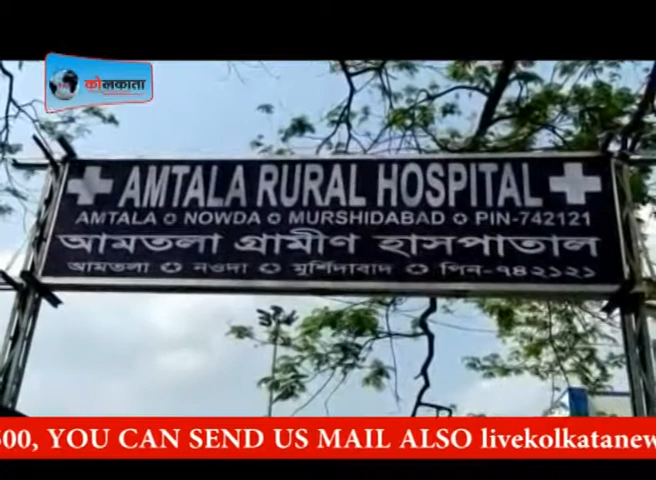 कोलकाता
AMTALA RURAL HOSPITAL
AMTALA NOWDA MURSHIDABAD PIN-742121
আমতলা গ্রামীণ হাসপাতাল
আমতলা নওদা মুর্শিদাবাদ পিন-৭৪২১২১
500, YOU CAN SEND US MAIL ALSO livekolkatanew